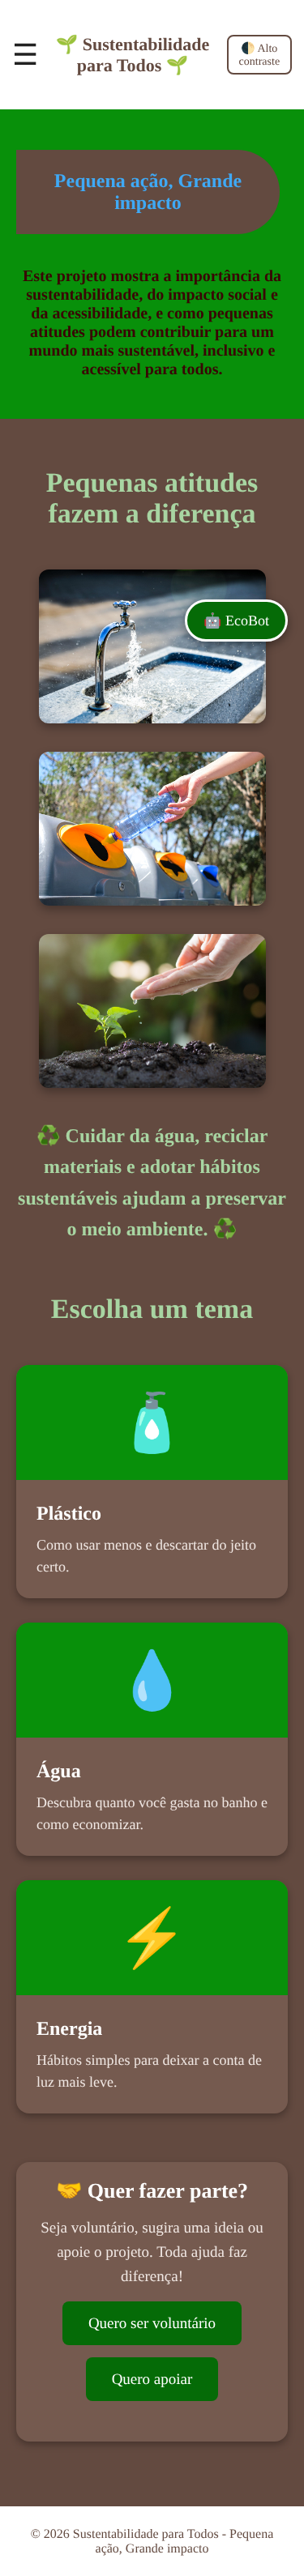 ☰
🌱 Sustentabilidade
para Todos 🌱
🌓 Alto
contraste
Pequena ação, Grande
impacto
Este projeto mostra a importância da
sustentabilidade, do impacto social e
da acessibilidade, e como pequenas
atitudes podem contribuir para um
mundo mais sustentável, inclusivo e
acessível para todos.
Pequenas atitudes
fazem a diferença
🤖 EcoBot
♻️ Cuidar da água, reciclar
materiais e adotar hábitos
sustentáveis ajudam a preservar
o meio ambiente. ♻️
Escolha um tema
Plástico
Como usar menos e descartar do jeito
certo.
Água
Descubra quanto você gasta no banho e
como economizar.
Energia
Hábitos simples para deixar a conta de
luz mais leve.
🤝 Quer fazer parte?
Seja voluntário, sugira uma ideia ou
apoie o projeto. Toda ajuda faz
diferença!
Quero ser voluntário
Quero apoiar
© 2026 Sustentabilidade para Todos - Pequena
ação, Grande impacto